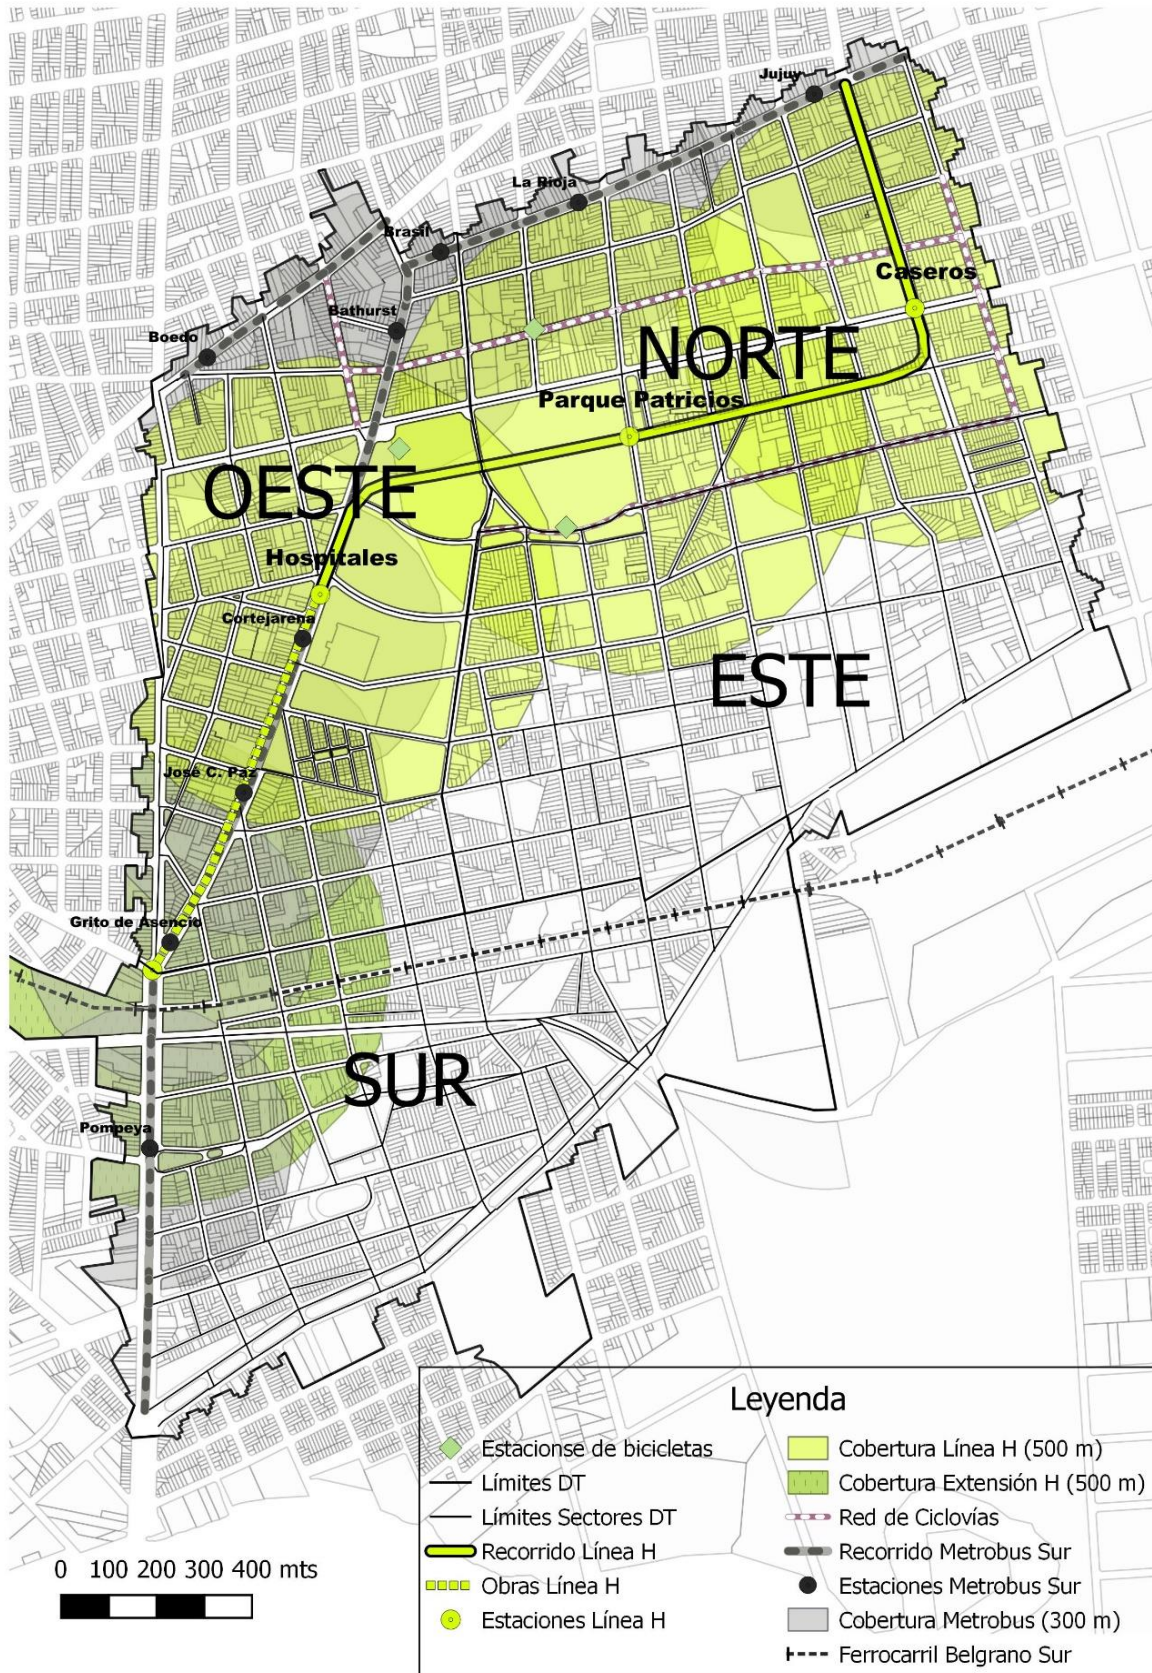 Jujuy
La Rioja
Brasil
Caseros
Bathurst
Boedo
NORTE
Parque Patricios
OESTE
Hospitales
Cortejarena
ESTE
José C. Paz
Grito de Asencio
SUR
Pompeya
Leyenda
Estacionse de bicicletas
Límites DT
Límites Sectores DT
Recorrido Línea H
Obras Línea H
Estaciones Línea H
Cobertura Línea H (500 m)
Cobertura Extensión H (500 m)
Red de Ciclovías
Recorrido Metrobus Sur
Estaciones Metrobus Sur
Cobertura Metrobus (300 m)
Ferrocarril Belgrano Sur
0 100 200 300 400 mts